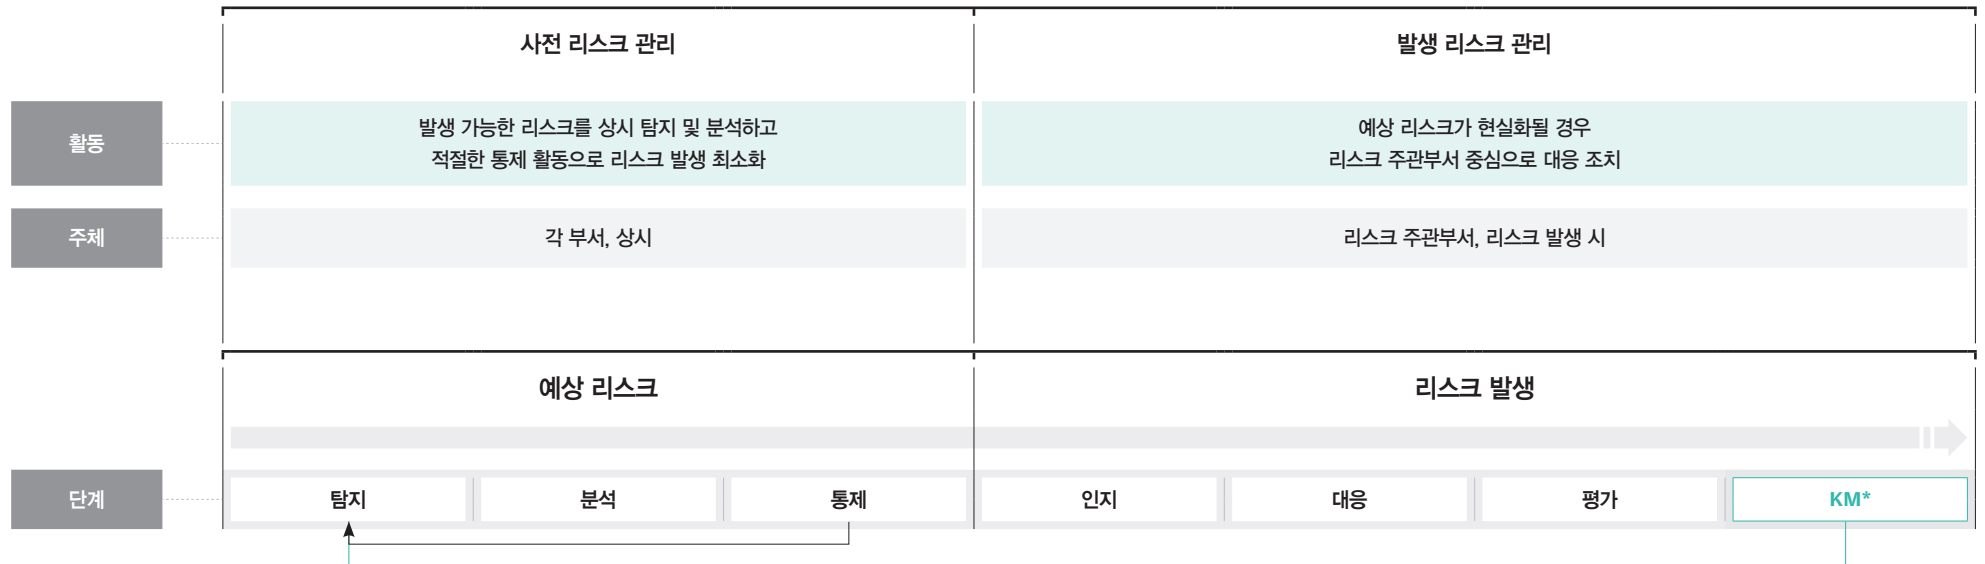 사전 리스크 관리
발생 리스크 관리
활동
발생 가능한 리스크를 상시 탐지 및 분석하고
적절한 통제 활동으로 리스크 발생 최소화
예상 리스크가 현실화될 경우
리스크 주관부서 중심으로 대응 조치
주체
각 부서, 상시
리스크 주관부서, 리스크 발생 시
예상 리스크
리스크 발생
단계
탐지
분석
통제
인지
대응
평가
KM*